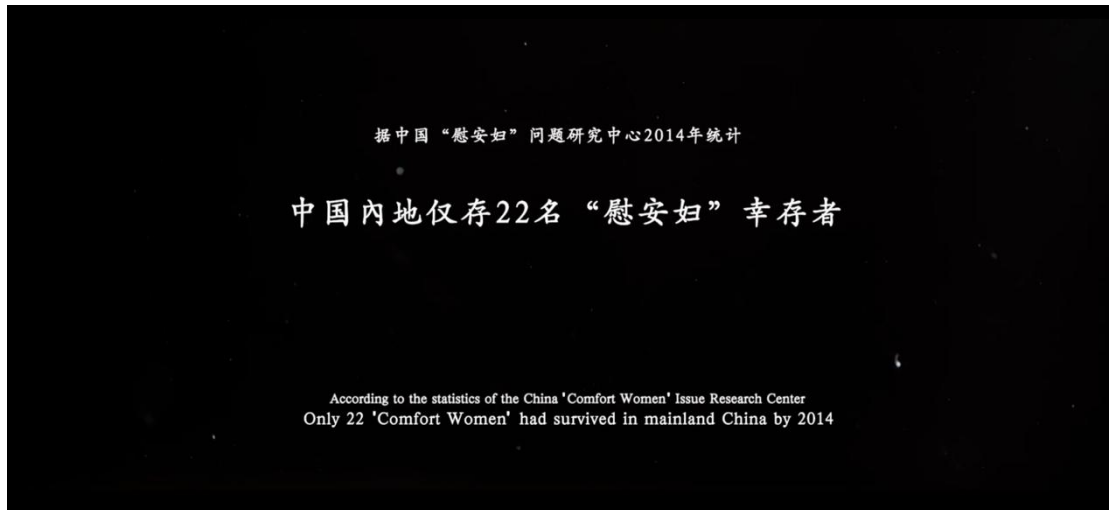 据中国“慰安妇”问题研究中心2014年统计
中国內地仅存22名“慰安妇”幸存者
According to the statistics of the China "Comfort Women" Issue Research Center
Only 22 "Comfort Women" had survived in mainland China by 2014